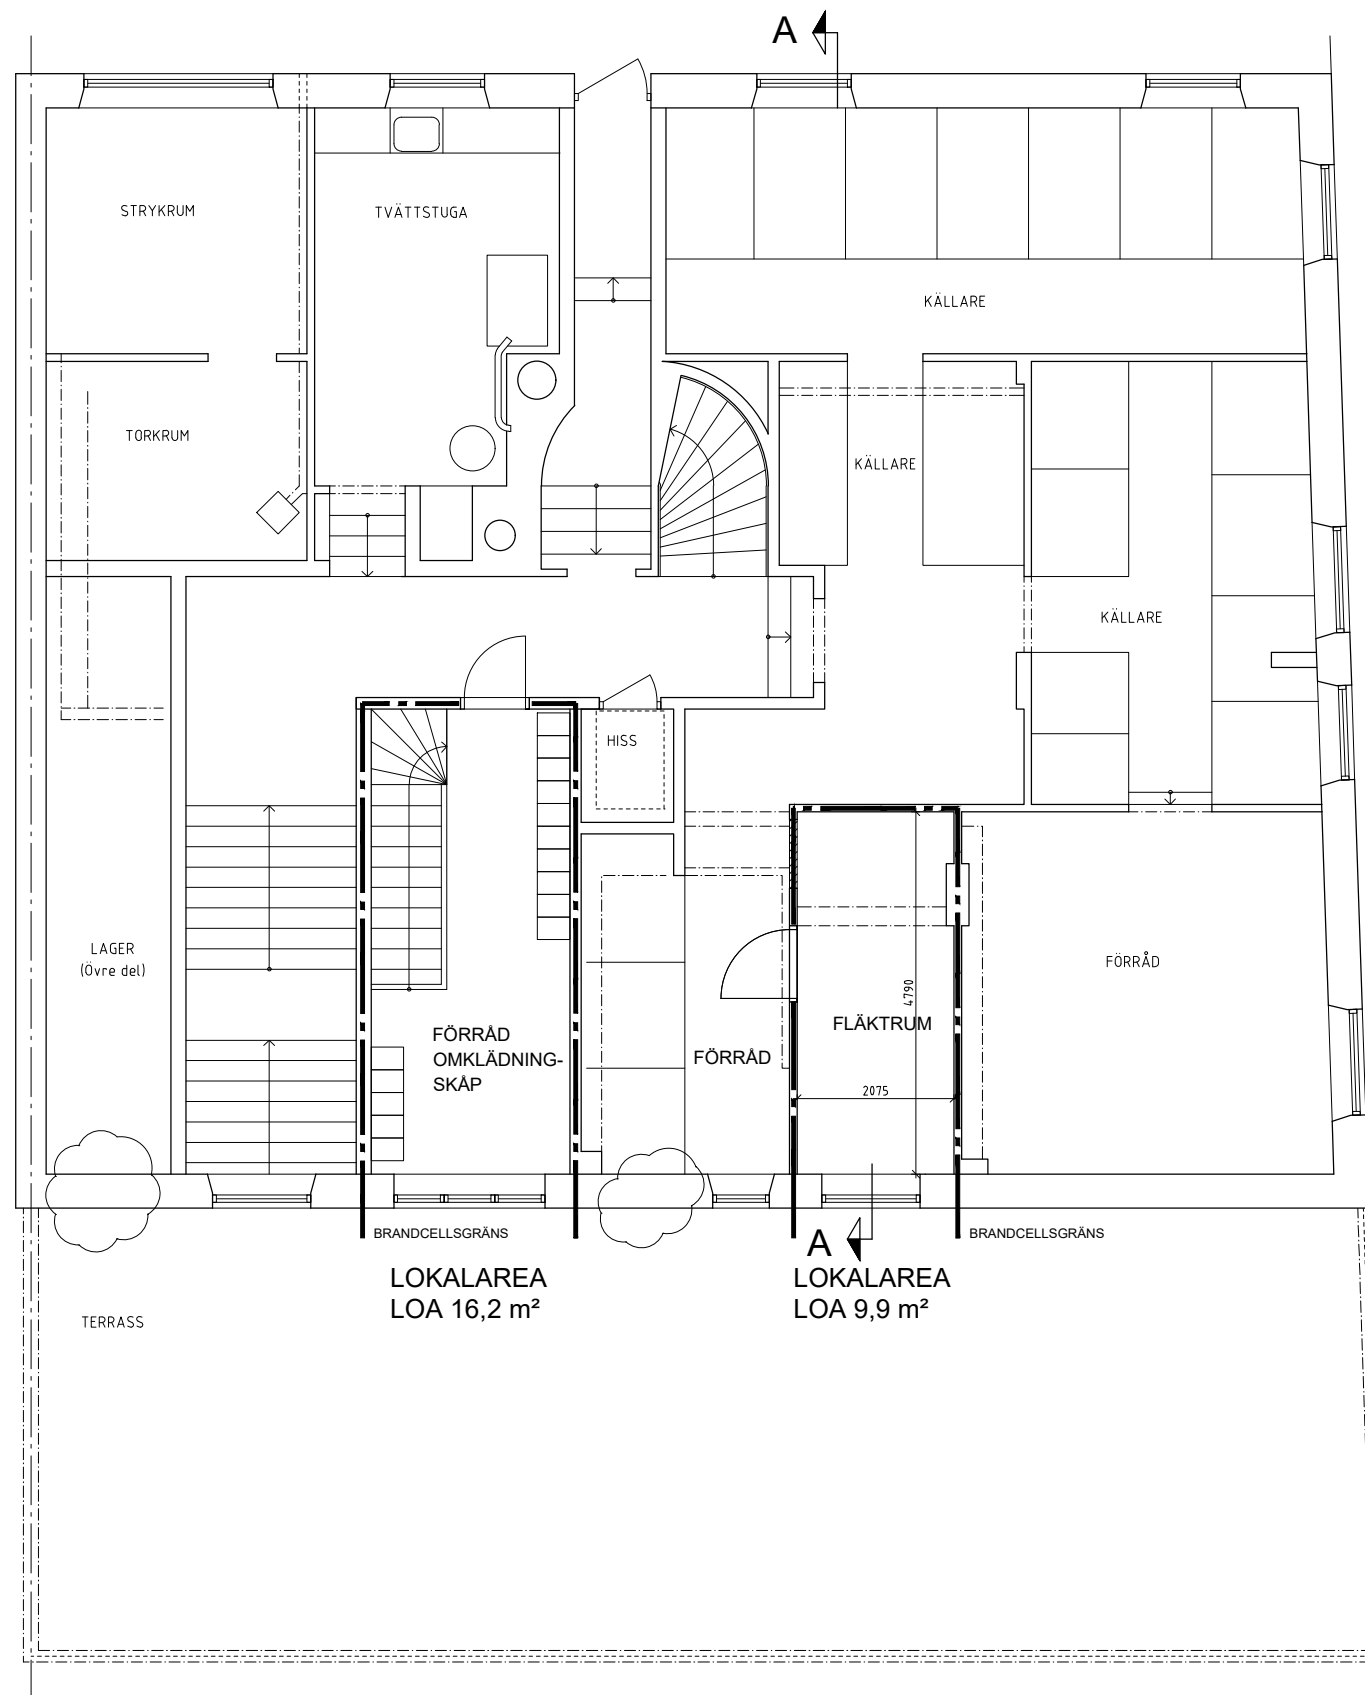 A
STRYKRUM
TVÄTTSTUGA
KÄLLARE
TORKRUM
KÄLLARE
KÄLLARE
HISS
LAGER
(Övre del)
FÖRRÅD
4790
FLÄKTRUM
FÖRRÅD
OMKLÄDNING-
SKÅP
FÖRRÅD
2075
BRANDCELLSGRÄNS
A
BRANDCELLSGRÄNS
LOKALAREA
LOA 16,2 m²
LOKALAREA
LOA 9,9 m²
TERRASS